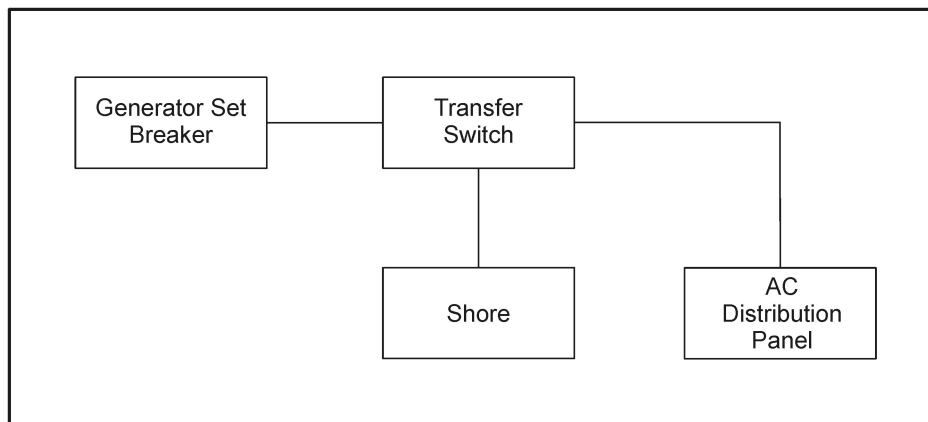 Generator Set
Breaker
Transfer
Switch
Shore
AC
Distribution
Panel